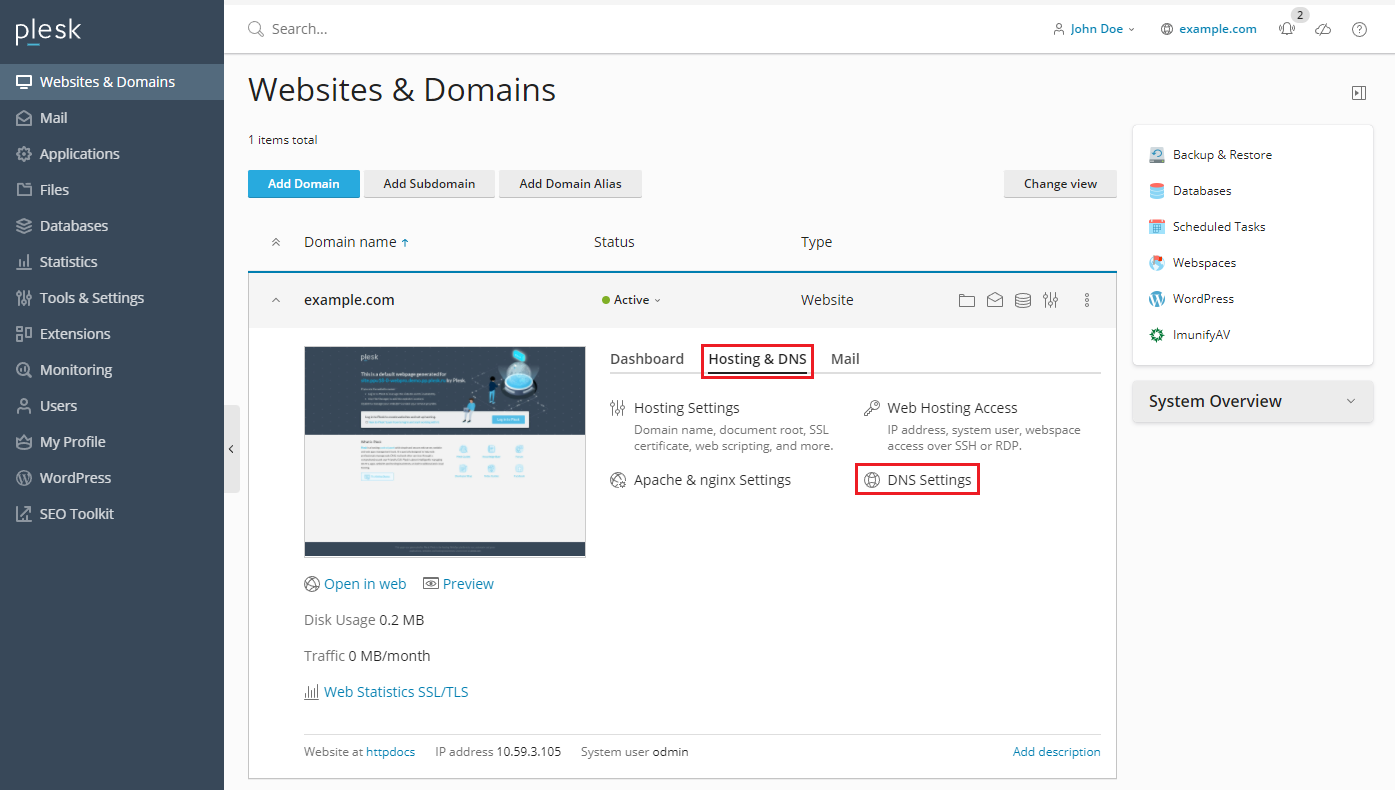 plesk
Search...
John Doe
example.com
2
Websites & Domains
Mail
Applications
Files
Databases
Statistics
Tools & Settings
Extensions
Monitoring
Users
My Profile
WordPress
SEO Toolkit
Websites & Domains
1 items total
Add Domain
Add Subdomain
Add Domain Alias
Change view
Domain name
Status
Type
example.com
Active
Website
plesk
Dashboard
Hosting & DNS
Mail
Hosting Settings
Domain name, document root, SSL
certificate, web scripting, and more.
Web Hosting Access
IP address, system user, webspace
access over SSH or RDP.
Apache & nginx Settings
DNS Settings
Open in web
Preview
Disk Usage 0.2 MB
Traffic 0 MB/month
Web Statistics SSL/TLS
Website at httpdocs
IP address 10.59.3.105
System user odmin
Add description
Backup & Restore
Databases
Scheduled Tasks
Webspaces
WordPress
ImunifyAV
System Overview